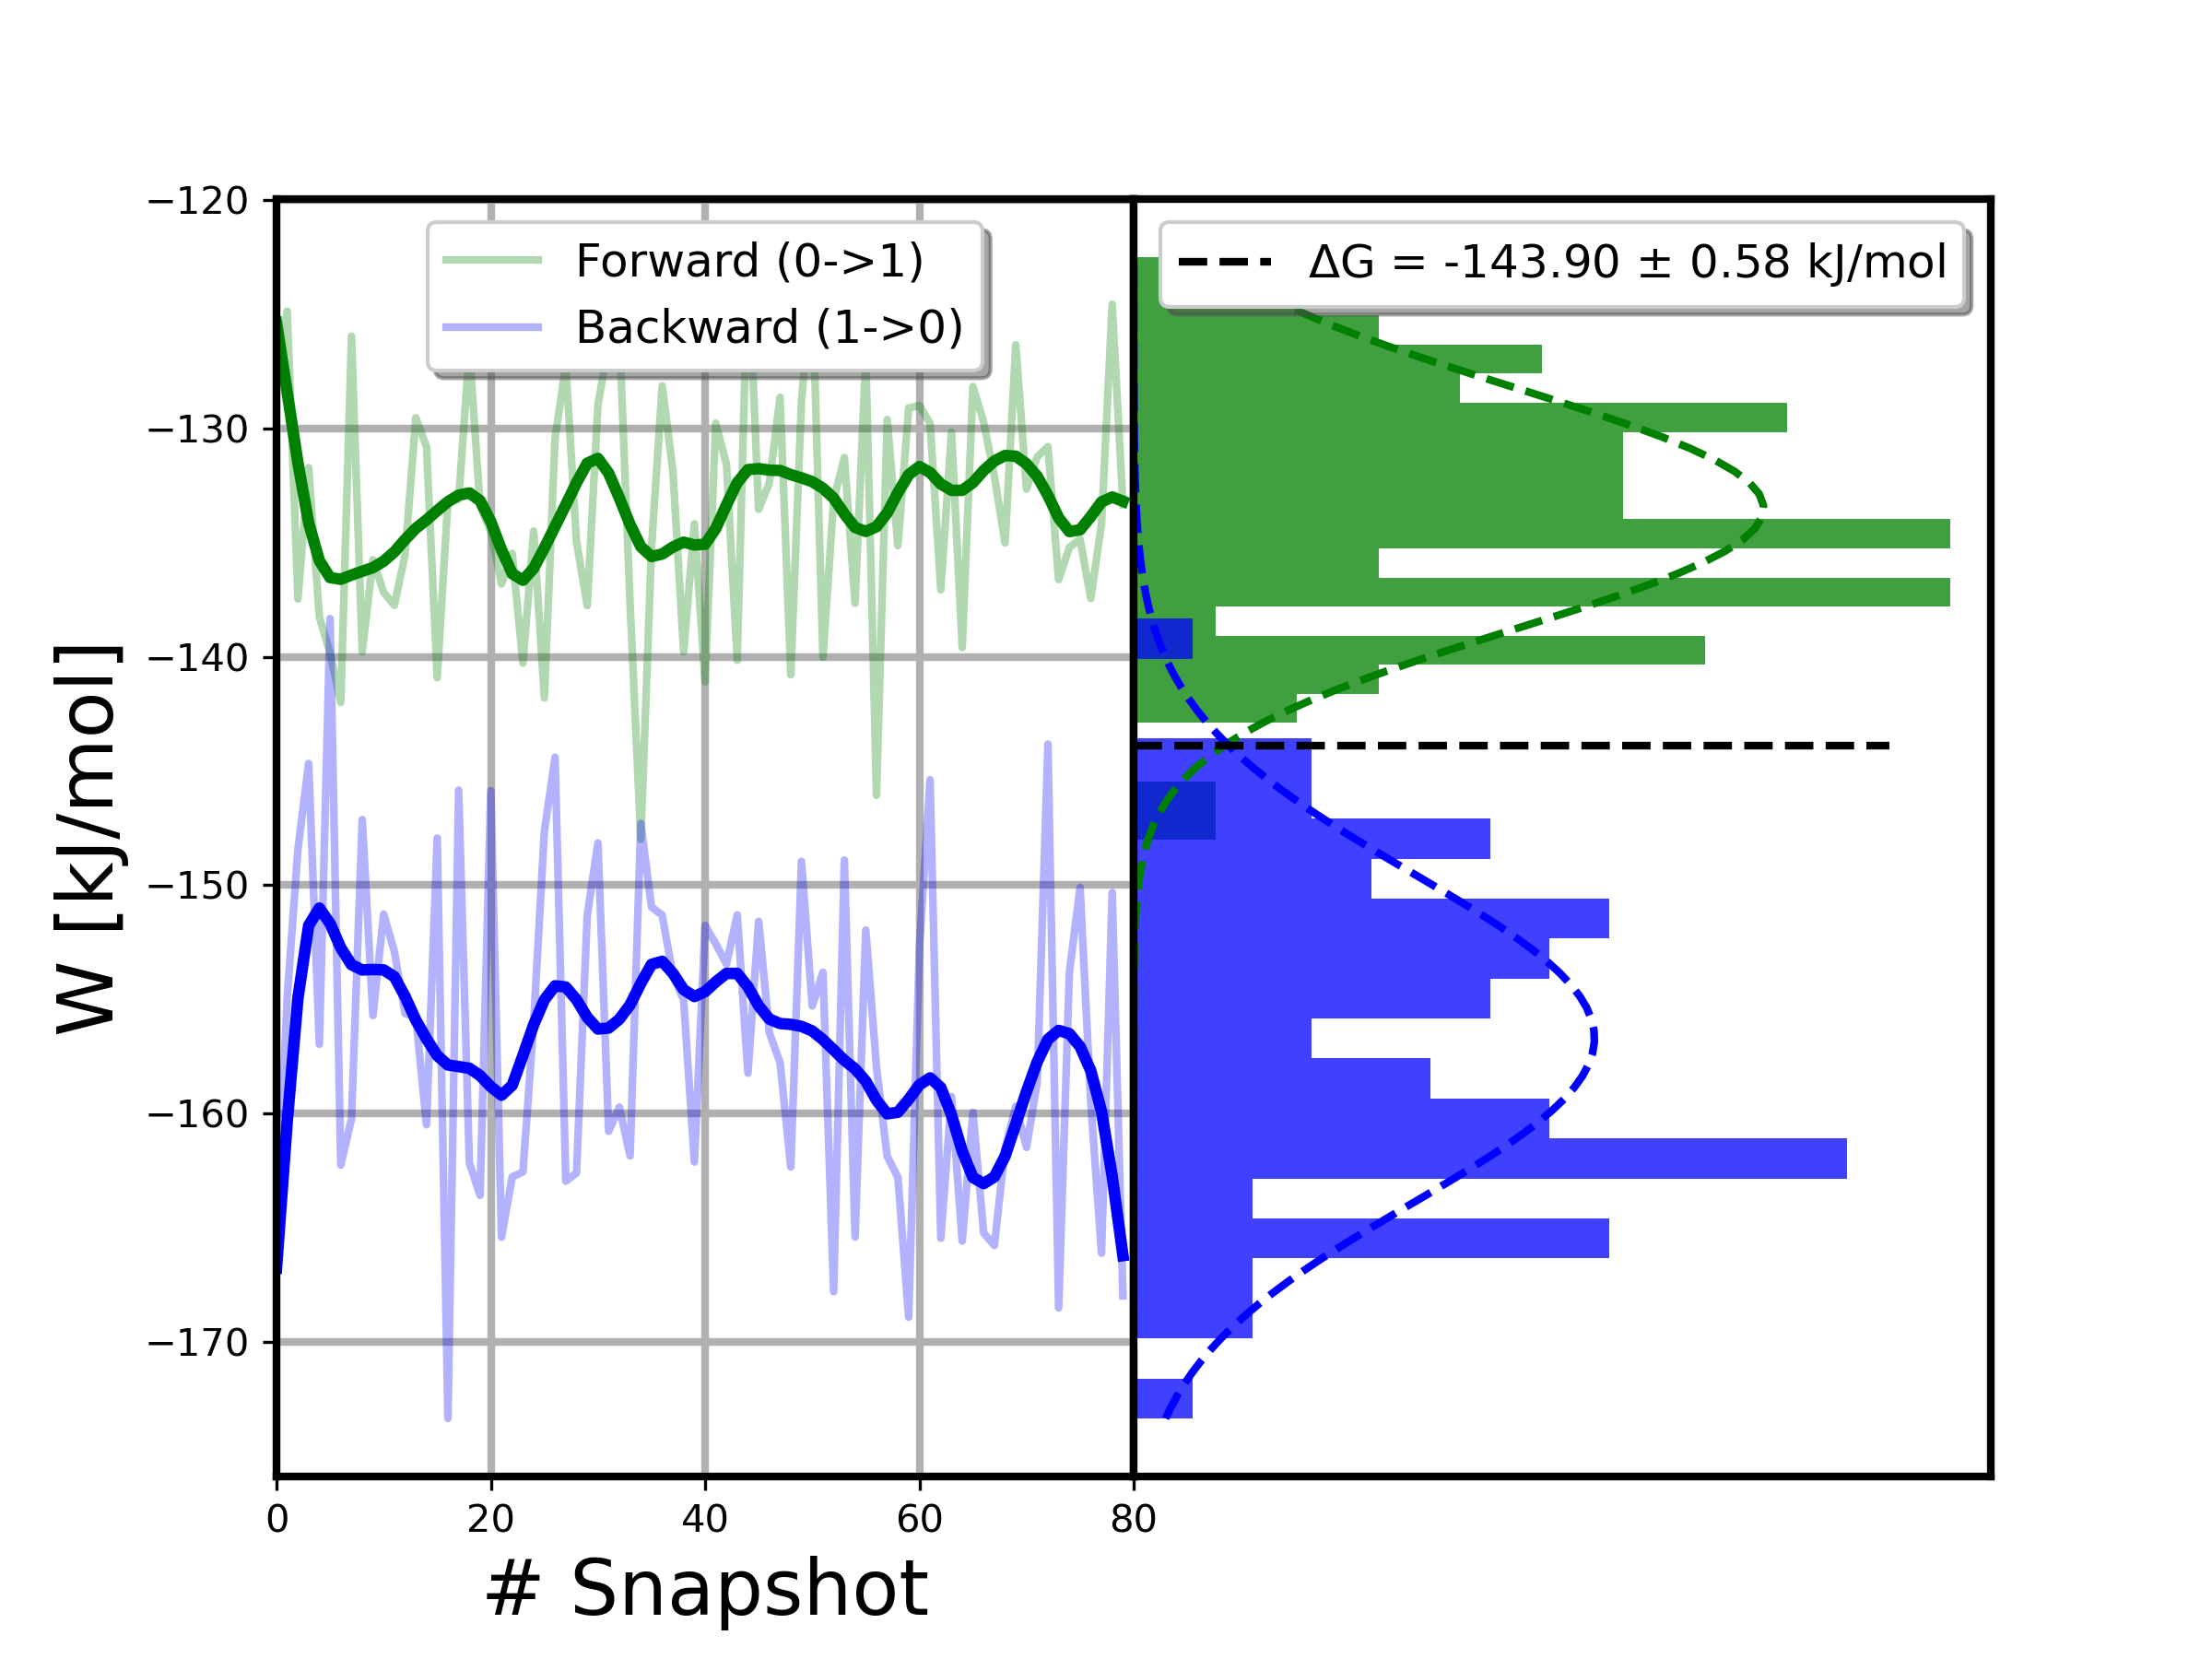 −120
−130
−140
−150
−160
−170
W [kJ/mol]
Forward (0->1)
Backward (1->0)
ΔG = -143.90 ± 0.58 kJ/mol
0 20 40 60 80
# Snapshot